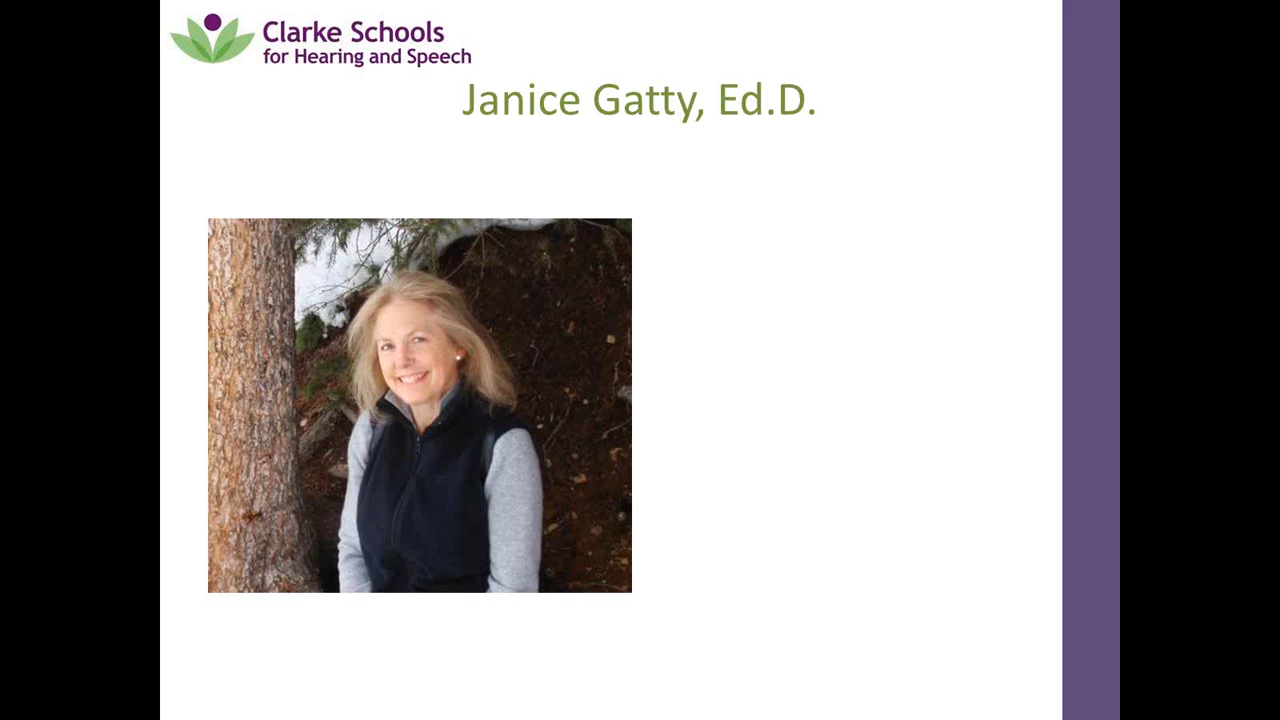 Clarke Schools
for Hearing and Speech
Janice Gatty, Ed.D.